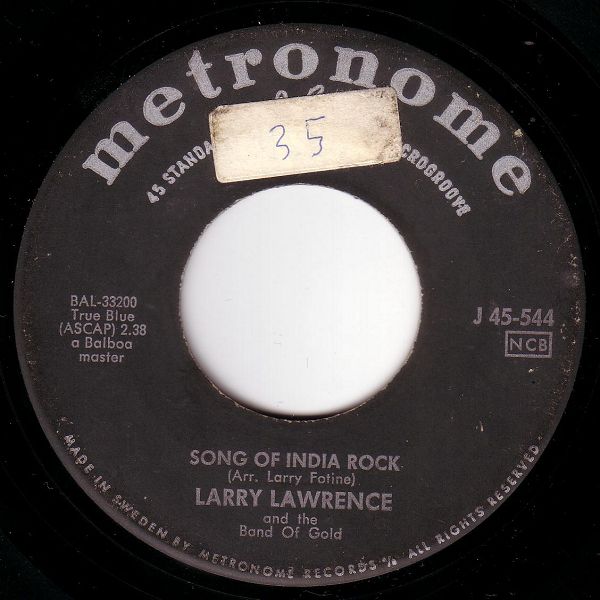 metronome
35
45 STANDA
CROGROOVE
BAL-33200
True Blue
(ASCAP) 2.38
a Balboa
master
J 45-544
NCB
SONG OF INDIA ROCK
(Arr. Larry Fotine)
LARRY LAWRENCE
and the
Band Of Gold
MADE IN SWEDEN BY METRONOME RECORDS A/B ALL RIGHTS RESERVED